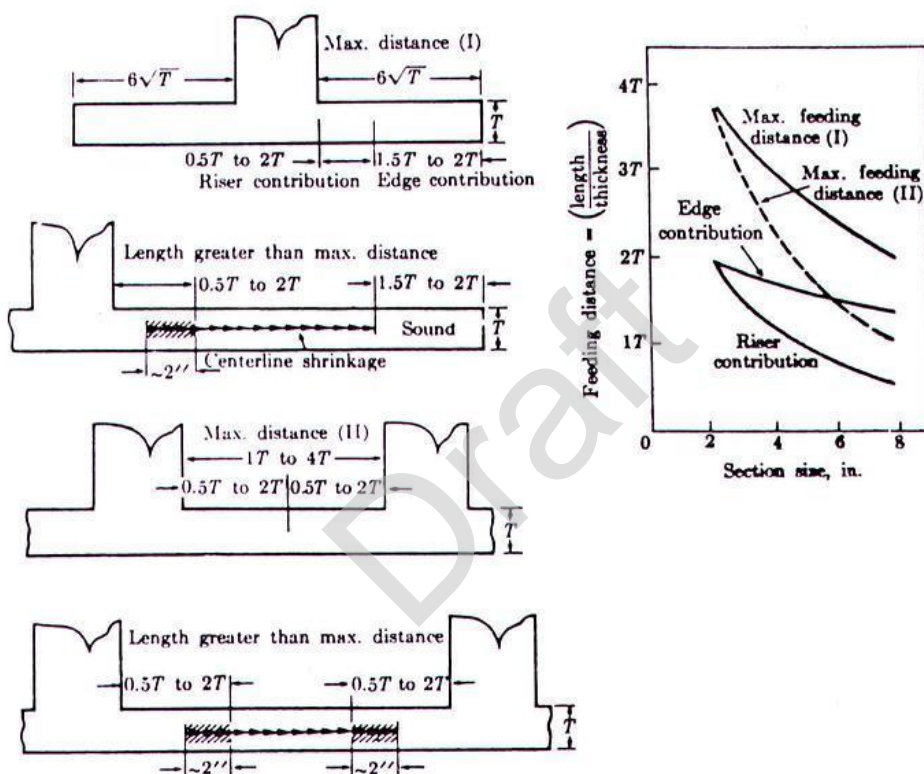 Max. distance (I)
6√T
6√T
T
0.5T to 2T
1.5T to 2T
Riser contribution
Edge contribution
Length greater than max. distance
0.5T to 2T
1.5T to 2T
Sound
T
Centerline shrinkage
~2″
Max. distance (II)
1T to 4T
0.5T to 2T
0.5T to 2T
T
Length greater than max. distance
0.5T to 2T
0.5T to 2T
T
~2″
~2″
Feeding distance = (length/thickness)
4T
3T
2T
1T
Max. feeding
distance (I)
Max. feeding
distance (II)
Edge
contribution
Riser
contribution
0
2
4
6
8
Section size, in.
Draft